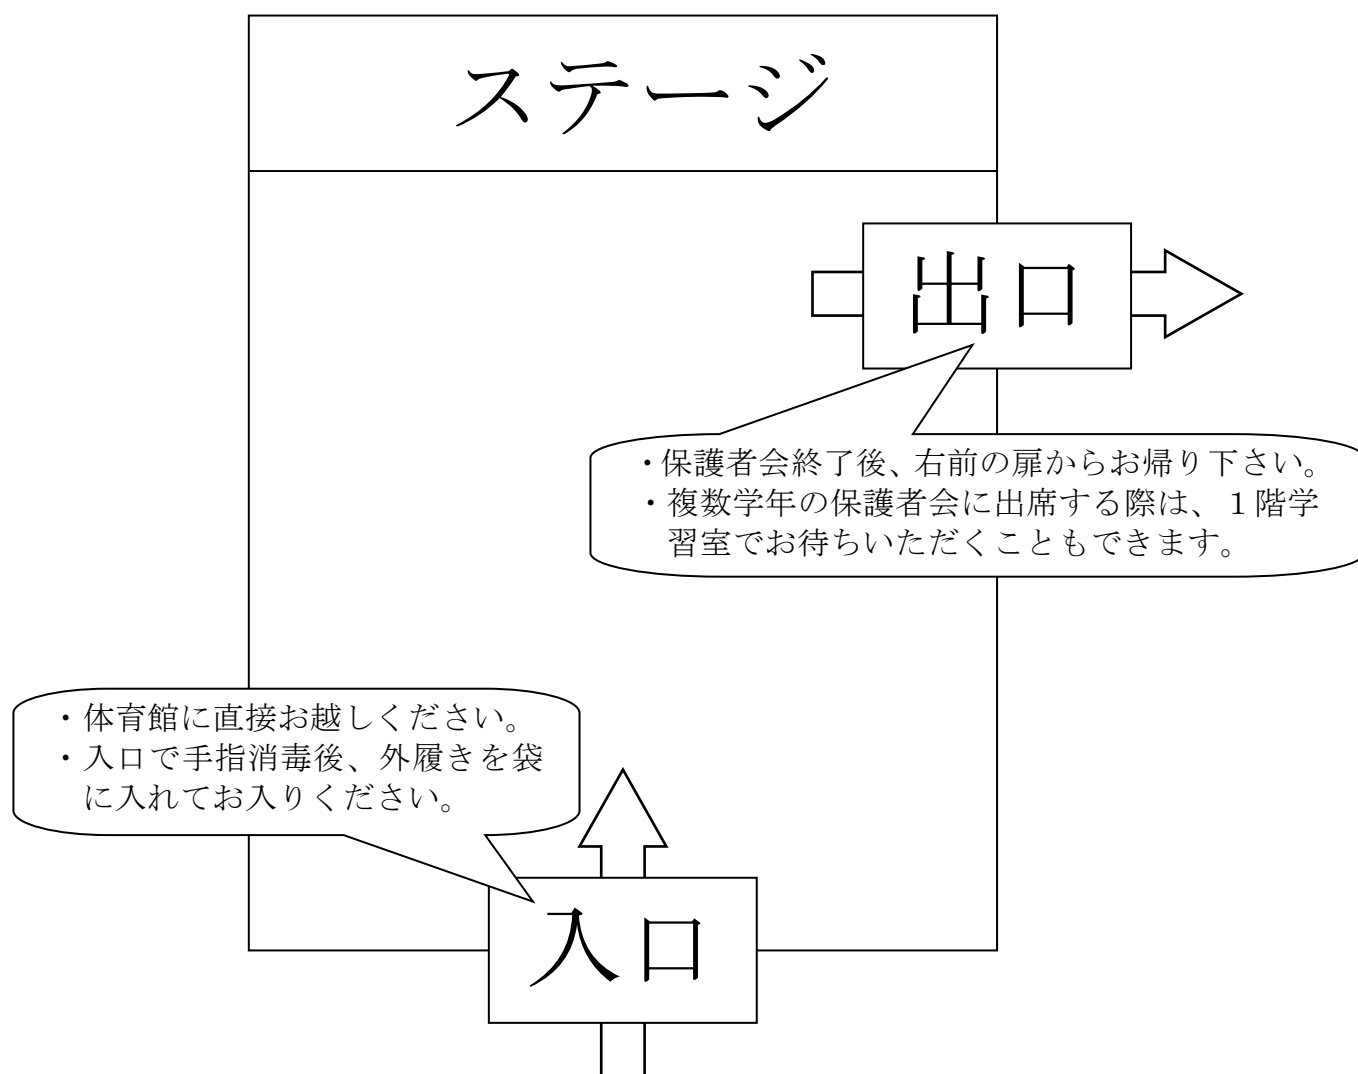 ステージ
出口
・保護者会終了後、右前の扉からお帰り下さい。
・複数学年の保護者会に出席する際は、１階学
習室でお待ちいただくこともできます。
・体育館に直接お越しください。
・入口で手指消毒後、外履きを袋
に入れてお入りください。
入口